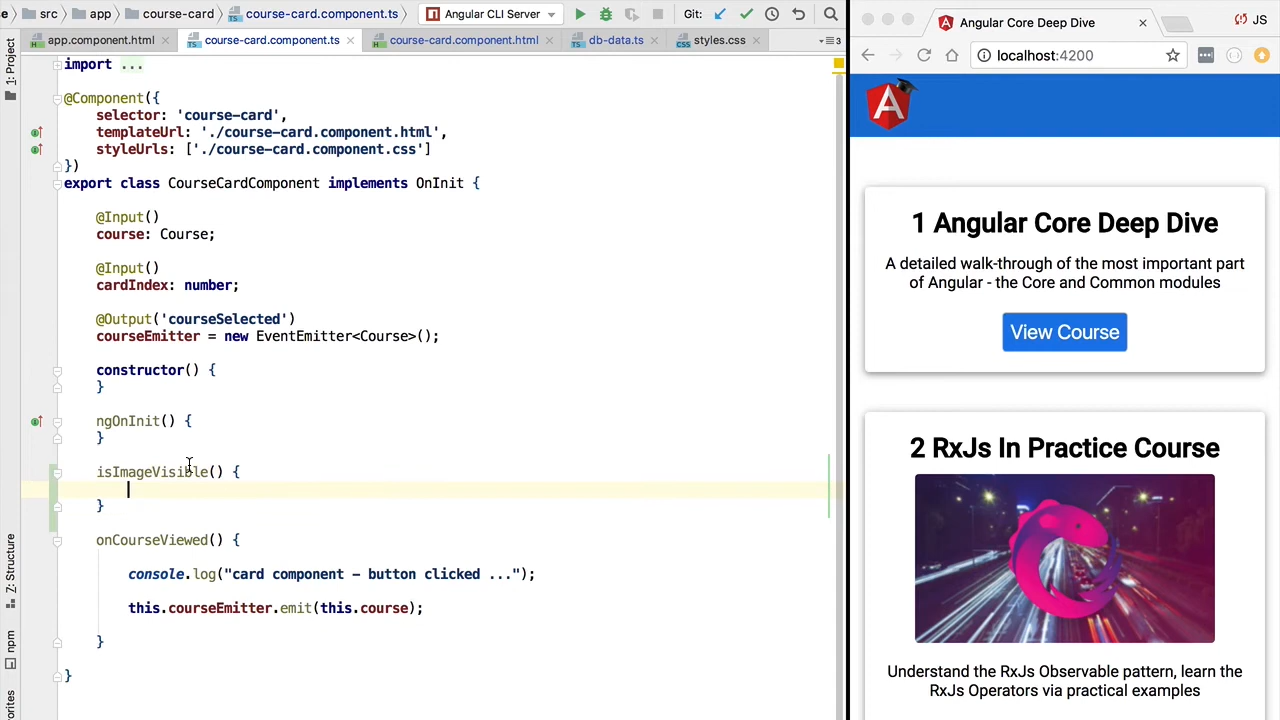 src app course-card course-card.component.ts Angular CLI Server Git:
app.component.html course-card.component.ts course-card.component.html db-data.ts styles.css
1: Project
Z: Structure
npm
import ...
@Component({
selector: 'course-card',
templateUrl: './course-card.component.html',
styleUrls: ['./course-card.component.css']
})
export class CourseCardComponent implements OnInit {
@Input()
course: Course;
@Input()
cardIndex: number;
@Output('courseSelected')
courseEmitter = new EventEmitter<Course>();
constructor() {
}
ngOnInit() {
}
isImageVisible() {
}
onCourseViewed() {
console.log("card component - button clicked ...");
this.courseEmitter.emit(this.course);
}
}
Angular Core Deep Dive
JS
localhost:4200
A
1 Angular Core Deep Dive
A detailed walk-through of the most important part
of Angular - the Core and Common modules
View Course
2 RxJs In Practice Course
Understand the RxJs Observable pattern, learn the
RxJs Operators via practical examples